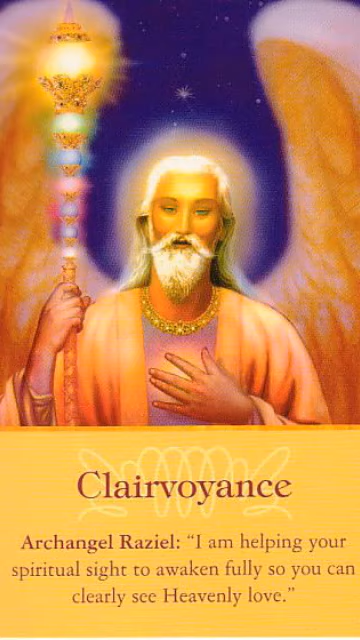 Clairvoyance
Archangel Raziel: “I am helping your
spiritual sight to awaken fully so you can
clearly see Heavenly love.”